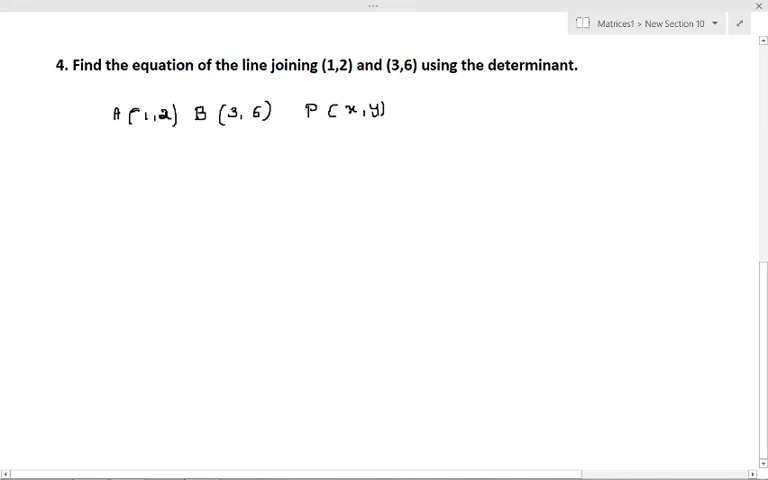 Matrices1 > New Section 10
4. Find the equation of the line joining (1,2) and (3,6) using the determinant.
A (1,2) B (3, 6) P (x,y)